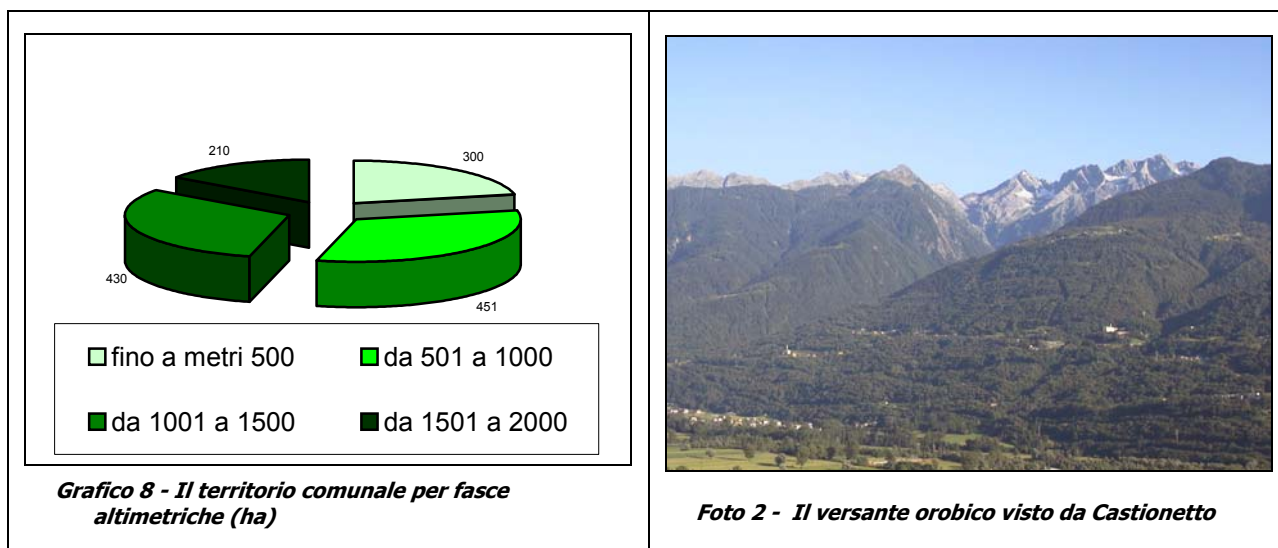 210
300
430
451
fino a metri 500
da 501 a 1000
da 1001 a 1500
da 1501 a 2000
Grafico 8 - Il territorio comunale per fasce
altimetriche (ha)
Foto 2 - Il versante orobico visto da Castionetto